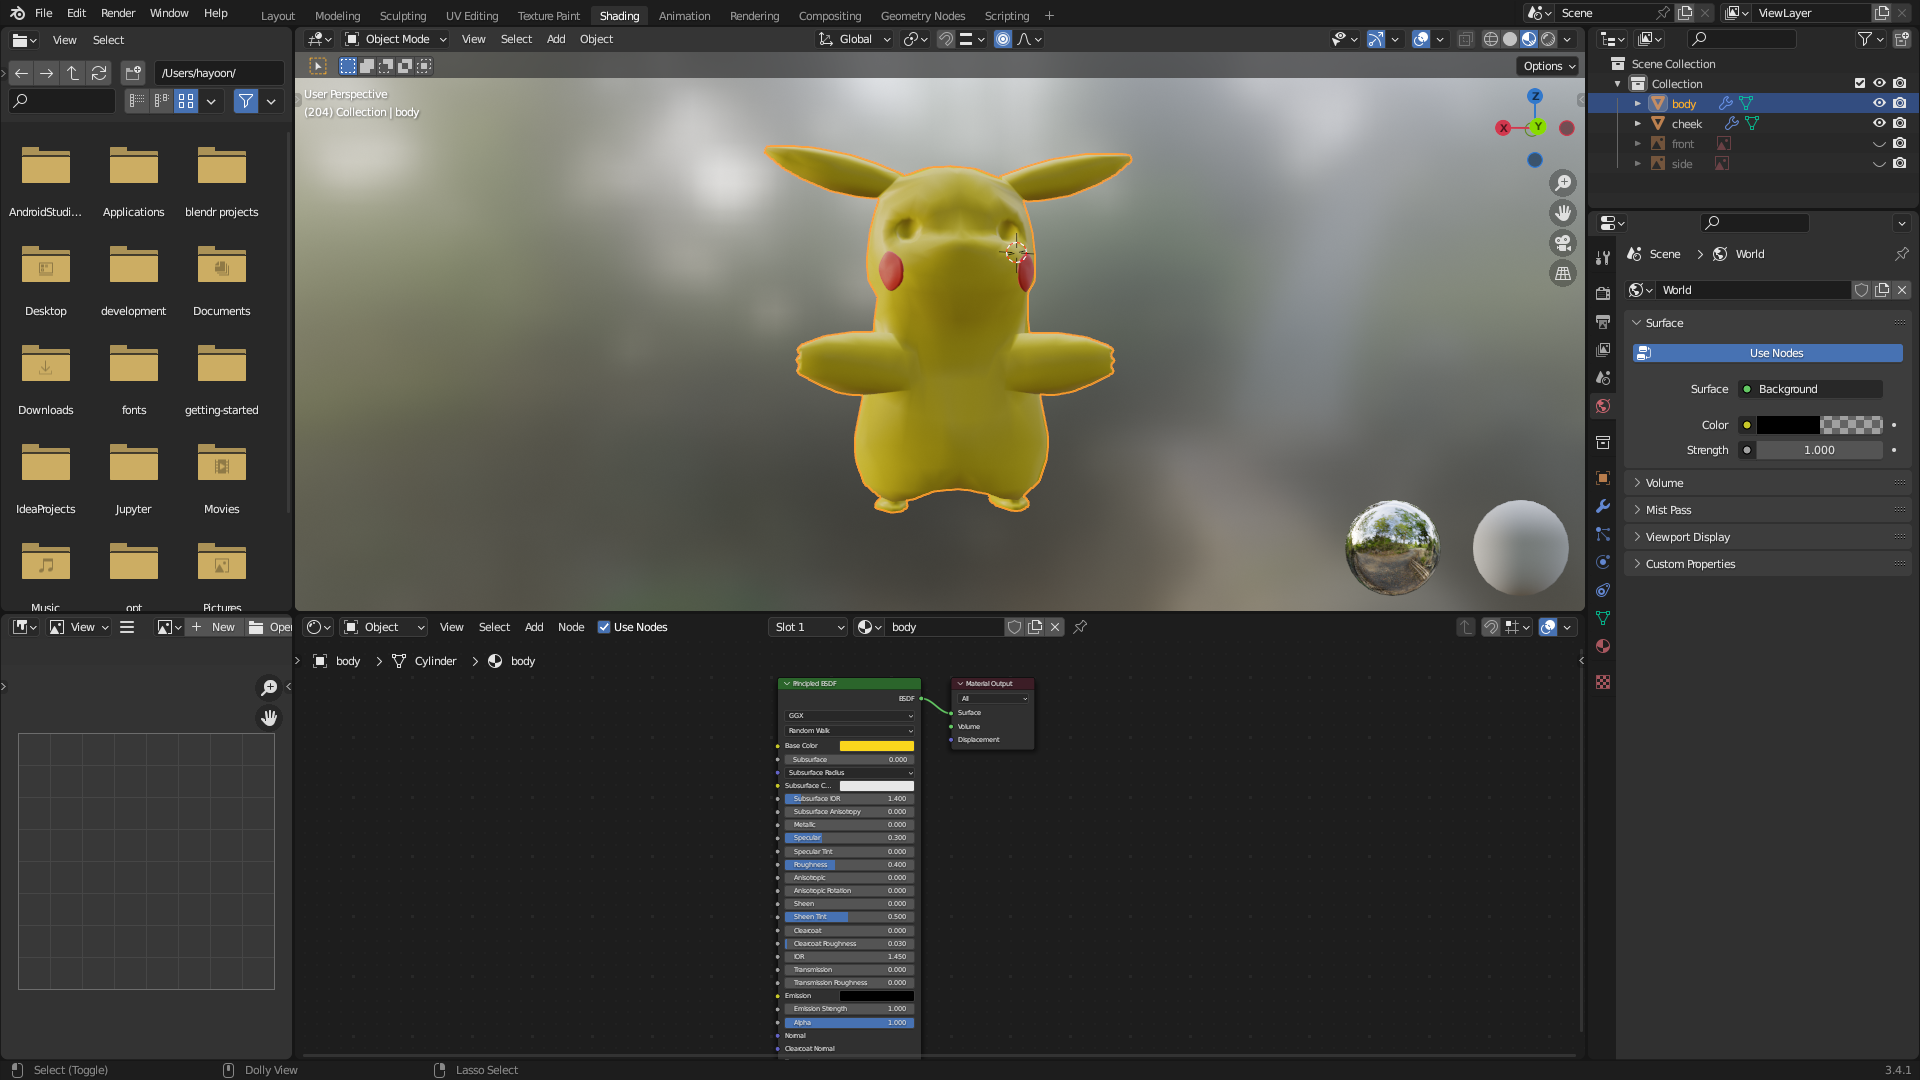 File Edit Render Window Help Layout Modeling Sculpting UV Editing Texture Paint Shading Animation Rendering Compositing Geometry Nodes Scripting + Scene ViewLayer
View Select
/Users/hayoon/
AndroidStudi... Applications blendr projects
Desktop development Documents
Downloads fonts getting-started
IdeaProjects Jupyter Movies
Music opt Pictures
Object Mode View Select Add Object Global
Options
User Perspective
(204) Collection | body
Z
X Y
Scene Collection
Collection
body
cheek
front
side
Scene > World
World
Surface
Use Nodes
Surface Background
Color
Strength 1.000
Volume
Mist Pass
Viewport Display
Custom Properties
View + New Open
Object View Select Add Node Use Nodes Slot 1 body
body > Cylinder > body
Principled BSDF
BSDF
GGX
Random Walk
Base Color
Subsurface 0.000
Subsurface Radius
Subsurface C...
Subsurface IOR 1.400
Subsurface Anisotropy 0.000
Metallic 0.000
Specular 0.300
Specular Tint 0.000
Roughness 0.400
Anisotropic 0.000
Anisotropic Rotation 0.000
Sheen 0.000
Sheen Tint 0.500
Clearcoat 0.000
Clearcoat Roughness 0.030
IOR 1.450
Transmission 0.000
Transmission Roughness 0.000
Emission
Emission Strength 1.000
Alpha 1.000
Normal
Clearcoat Normal
Material Output
All
Surface
Volume
Displacement
Select (Toggle) Dolly View Lasso Select 3.4.1